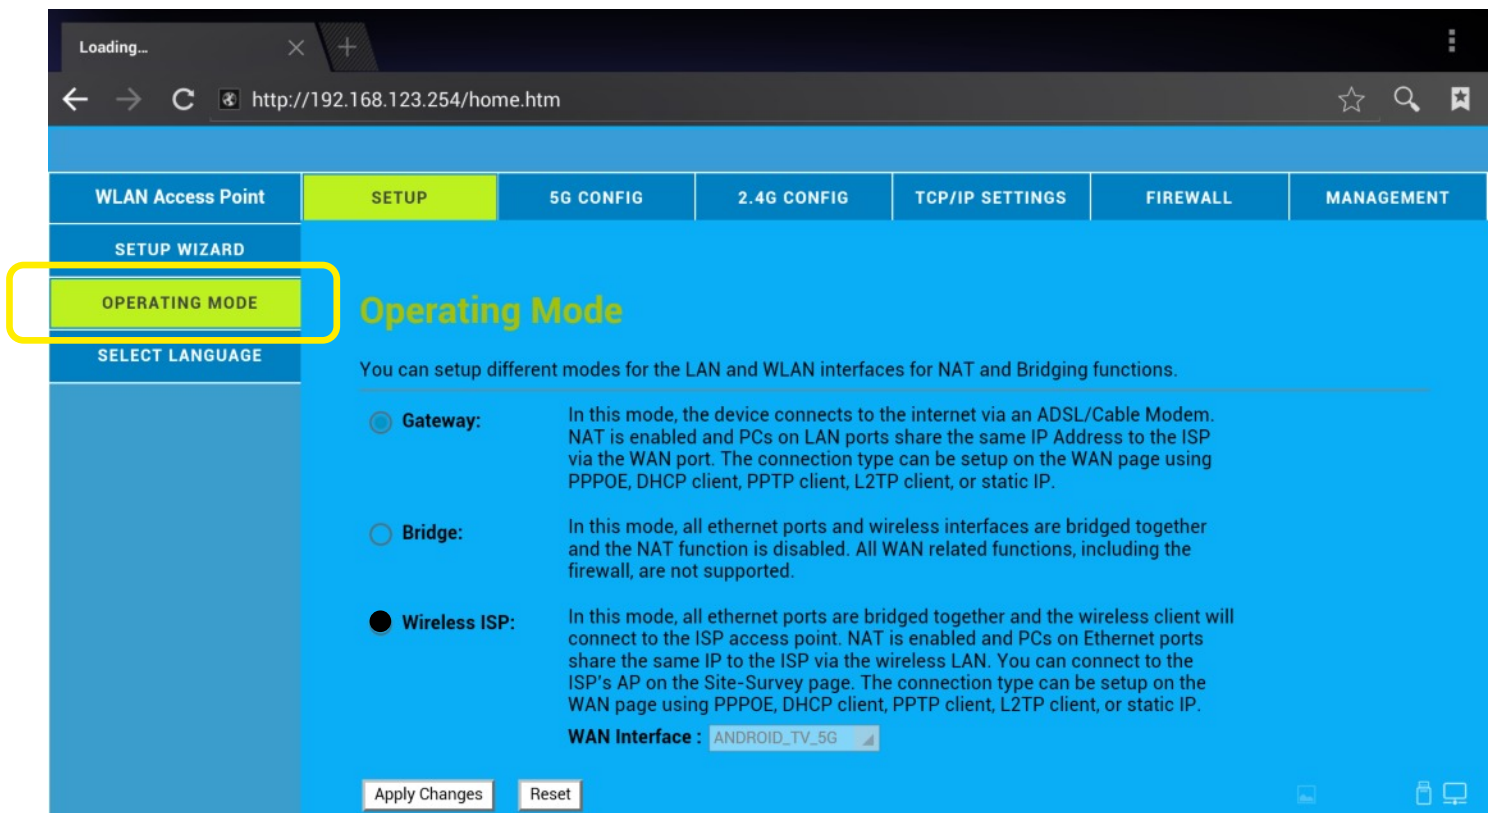 Loading...
http://192.168.123.254/home.htm
WLAN Access Point
SETUP
5G CONFIG
2.4G CONFIG
TCP/IP SETTINGS
FIREWALL
MANAGEMENT
SETUP WIZARD
OPERATING MODE
SELECT LANGUAGE
Operating Mode
You can setup different modes for the LAN and WLAN interfaces for NAT and Bridging functions.
Gateway:
In this mode, the device connects to the internet via an ADSL/Cable Modem.
NAT is enabled and PCs on LAN ports share the same IP Address to the ISP
via the WAN port. The connection type can be setup on the WAN page using
PPPOE, DHCP client, PPTP client, L2TP client, or static IP.
Bridge:
In this mode, all ethernet ports and wireless interfaces are bridged together
and the NAT function is disabled. All WAN related functions, including the
firewall, are not supported.
Wireless ISP:
In this mode, all ethernet ports are bridged together and the wireless client will
connect to the ISP access point. NAT is enabled and PCs on Ethernet ports
share the same IP to the ISP via the wireless LAN. You can connect to the
ISP's AP on the Site-Survey page. The connection type can be setup on the
WAN page using PPPOE, DHCP client, PPTP client, L2TP client, or static IP.
WAN Interface : ANDROID_TV_5G
Apply Changes
Reset